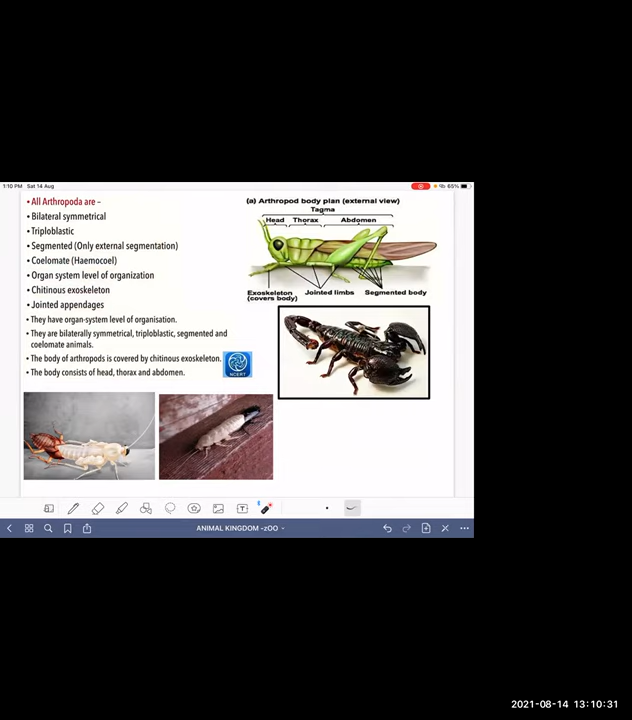 1:10 PM Sat 14 Aug
65%
• All Arthropoda are –
• Bilateral symmetrical
• Triploblastic
• Segmented (Only external segmentation)
• Coelomate (Haemocoel)
• Organ system level of organization
• Chitinous exoskeleton
• Jointed appendages
• They have organ-system level of organisation.
• They are bilaterally symmetrical, triploblastic, segmented and
coelomate animals.
• The body of arthropods is covered by chitinous exoskeleton.
• The body consists of head, thorax and abdomen.
NCERT
(a) Arthropod body plan (external view)
Tagma
Head Thorax Abdomen
Exoskeleton
(covers body)
Jointed limbs
Segmented body
T
ANIMAL KINGDOM -zOO
2021-08-14 13:10:31